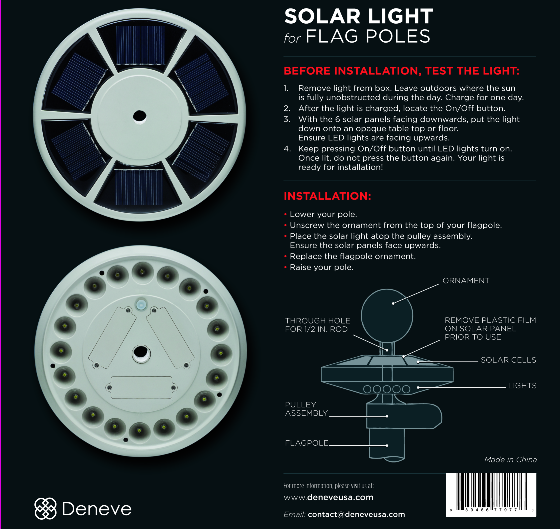 SOLAR LIGHT
for FLAG POLES
BEFORE INSTALLATION, TEST THE LIGHT:
1. Remove light from box. Leave outdoors where the sun
is fully unobstructed during the day. Charge for one day.
2. After the light is charged, locate the On/Off button.
3. With the 6 solar panels facing downwards, put the light
down onto an opaque table top or floor.
Ensure LED lights are facing upwards.
4. Keep pressing On/Off button until LED lights turn on.
Once lit, do not press the button again. Your light is
ready for installation!
INSTALLATION:
• Lower your pole.
• Unscrew the ornament from the top of your flagpole.
• Place the solar light atop the pulley assembly.
Ensure the solar panels face upwards.
• Replace the flagpole ornament.
• Raise your pole.
ORNAMENT
THROUGH HOLE
FOR 1/2 IN. ROD
REMOVE PLASTIC FILM
ON SOLAR PANEL
PRIOR TO USE
SOLAR CELLS
LIGHTS
PULLEY
ASSEMBLY
FLAGPOLE
Made in China
For more information, please visit us at:
www.deneveusa.com
Email: contact@deneveusa.com
Deneve